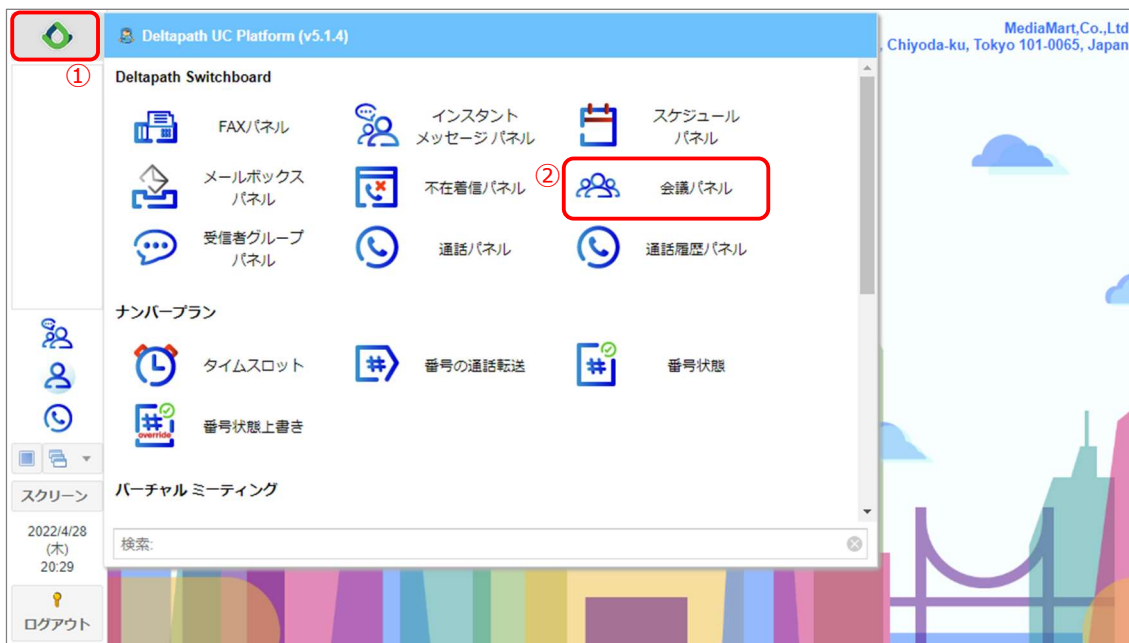 MediaMart,Co.,Ltd
, Chiyoda-ku, Tokyo 101-0065, Japan
①
Deltapath UC Platform (v5.1.4)
Deltapath Switchboard
FAXパネル
インスタント
メッセージ パネル
スケジュール
パネル
メールボックス
パネル
不在着信パネル
②
会議パネル
受信者グループ
パネル
通話パネル
通話履歴パネル
ナンバープラン
タイムスロット
番号の通話転送
番号状態
override
番号状態上書き
バーチャル ミーティング
検索:
スクリーン
2022/4/28
(木)
20:29
ログアウト